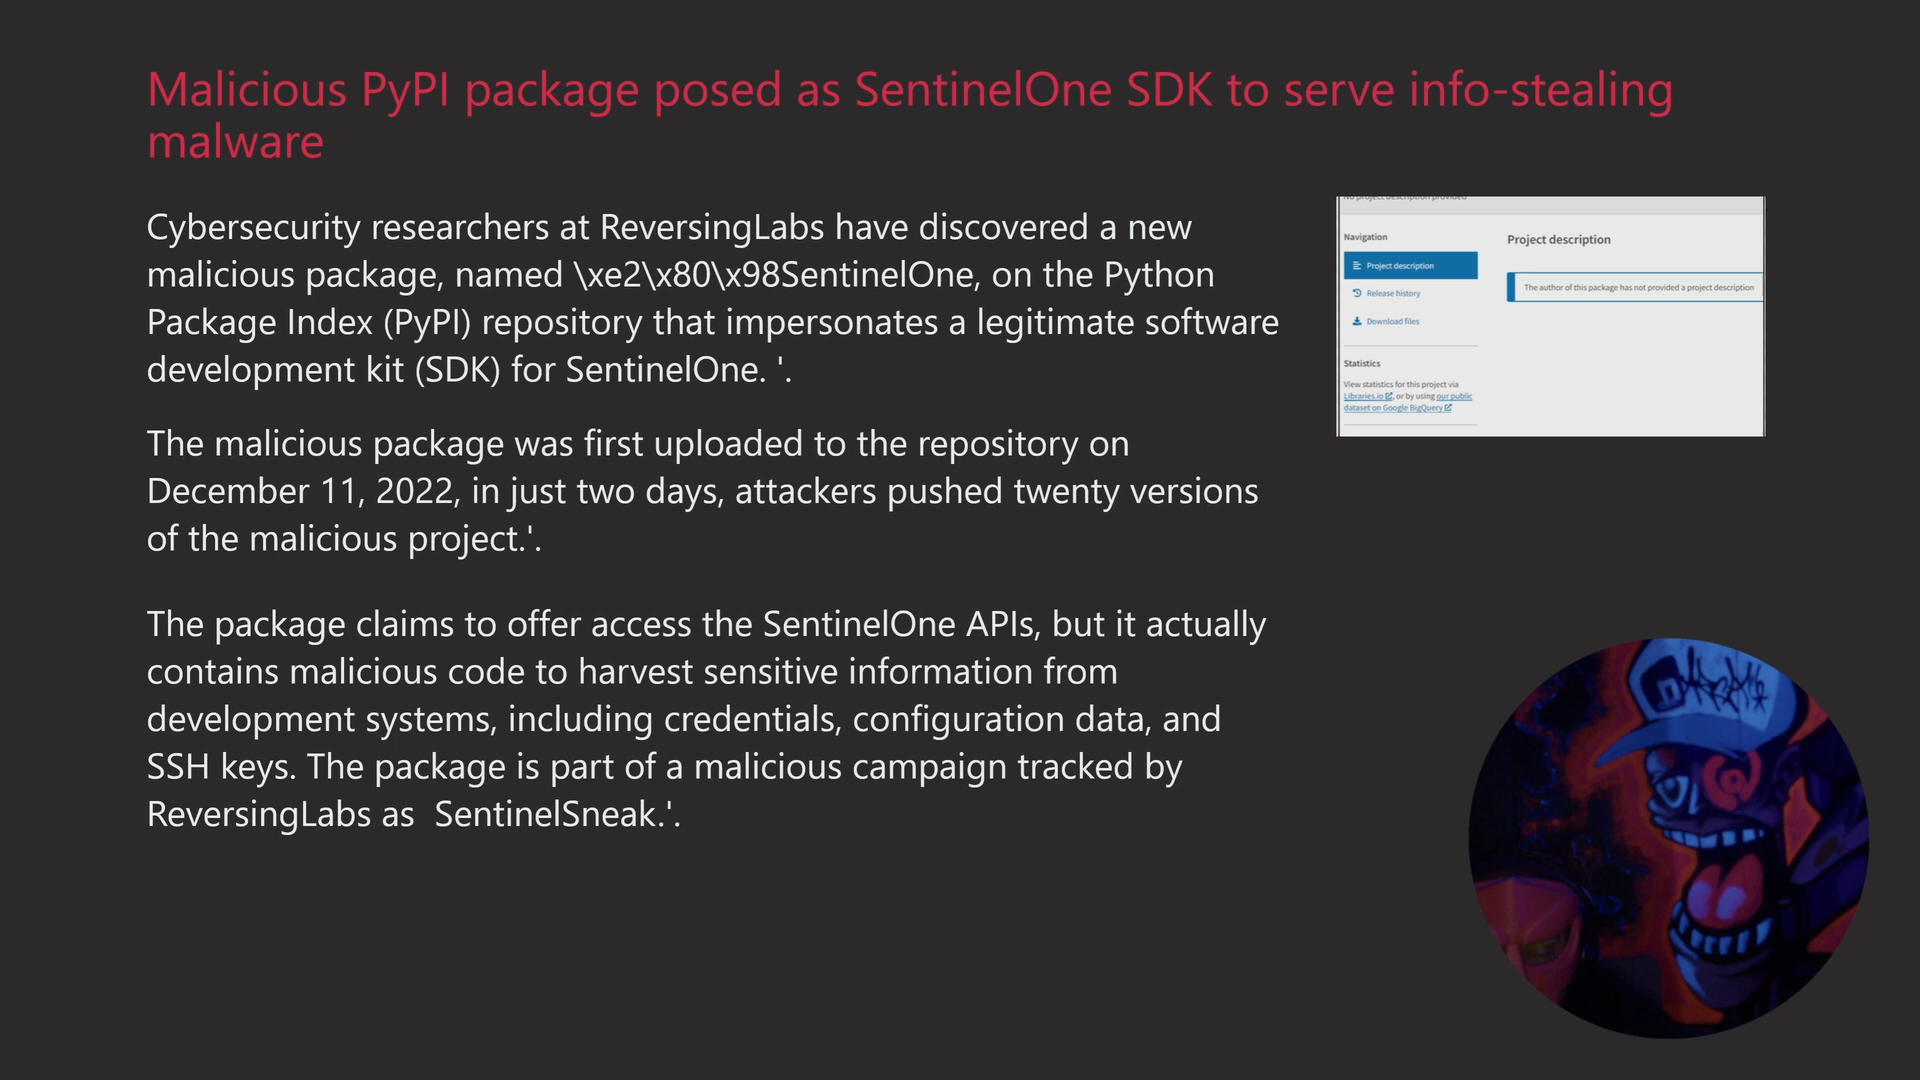 Malicious PyPI package posed as SentinelOne SDK to serve info-stealing
malware
Cybersecurity researchers at ReversingLabs have discovered a new
malicious package, named \xe2\x80\x98SentinelOne, on the Python
Package Index (PyPI) repository that impersonates a legitimate software
development kit (SDK) for SentinelOne. '.
The malicious package was first uploaded to the repository on
December 11, 2022, in just two days, attackers pushed twenty versions
of the malicious project.'.
The package claims to offer access the SentinelOne APIs, but it actually
contains malicious code to harvest sensitive information from
development systems, including credentials, configuration data, and
SSH keys. The package is part of a malicious campaign tracked by
ReversingLabs as  SentinelSneak.'.
No project description provided
Navigation
Project description
Release history
Download files
Statistics
View statistics for this project via
Libraries.io, or by using our public
dataset on Google BigQuery
Project description
The author of this package has not provided a project description